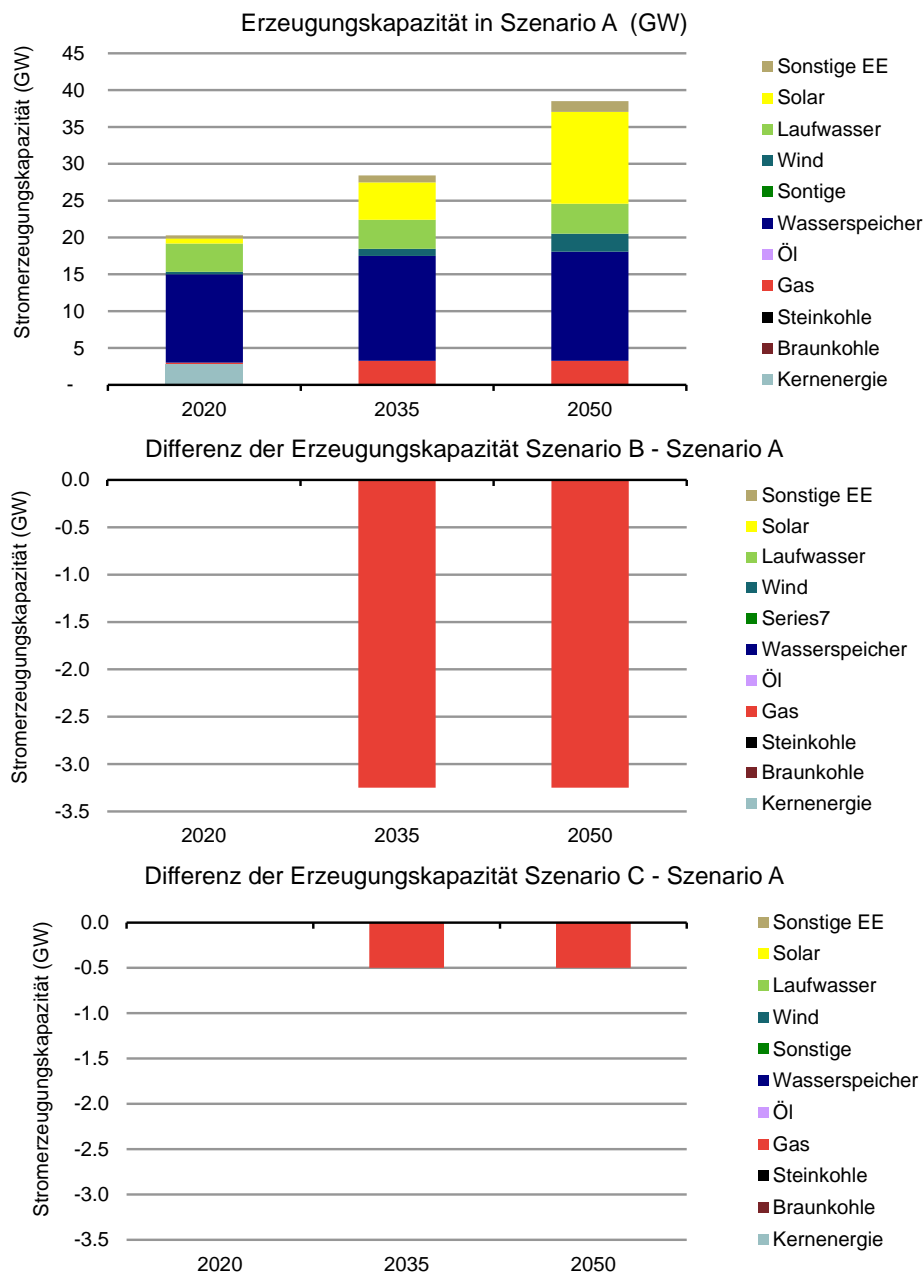 Erzeugungskapazität in Szenario A (GW)
Stromerzeugungskapazität (GW)
45
40
35
30
25
20
15
10
5
-
2020
2035
2050
Sonstige EE
Solar
Laufwasser
Wind
Sontige
Wasserspeicher
Öl
Gas
Steinkohle
Braunkohle
Kernenergie
Differenz der Erzeugungskapazität Szenario B - Szenario A
Stromerzeugungskapazität (GW)
0.0
-0.5
-1.0
-1.5
-2.0
-2.5
-3.0
-3.5
2020
2035
2050
Sonstige EE
Solar
Laufwasser
Wind
Series7
Wasserspeicher
Öl
Gas
Steinkohle
Braunkohle
Kernenergie
Differenz der Erzeugungskapazität Szenario C - Szenario A
Stromerzeugungskapazität (GW)
0.0
-0.5
-1.0
-1.5
-2.0
-2.5
-3.0
-3.5
2020
2035
2050
Sonstige EE
Solar
Laufwasser
Wind
Sonstige
Wasserspeicher
Öl
Gas
Steinkohle
Braunkohle
Kernenergie